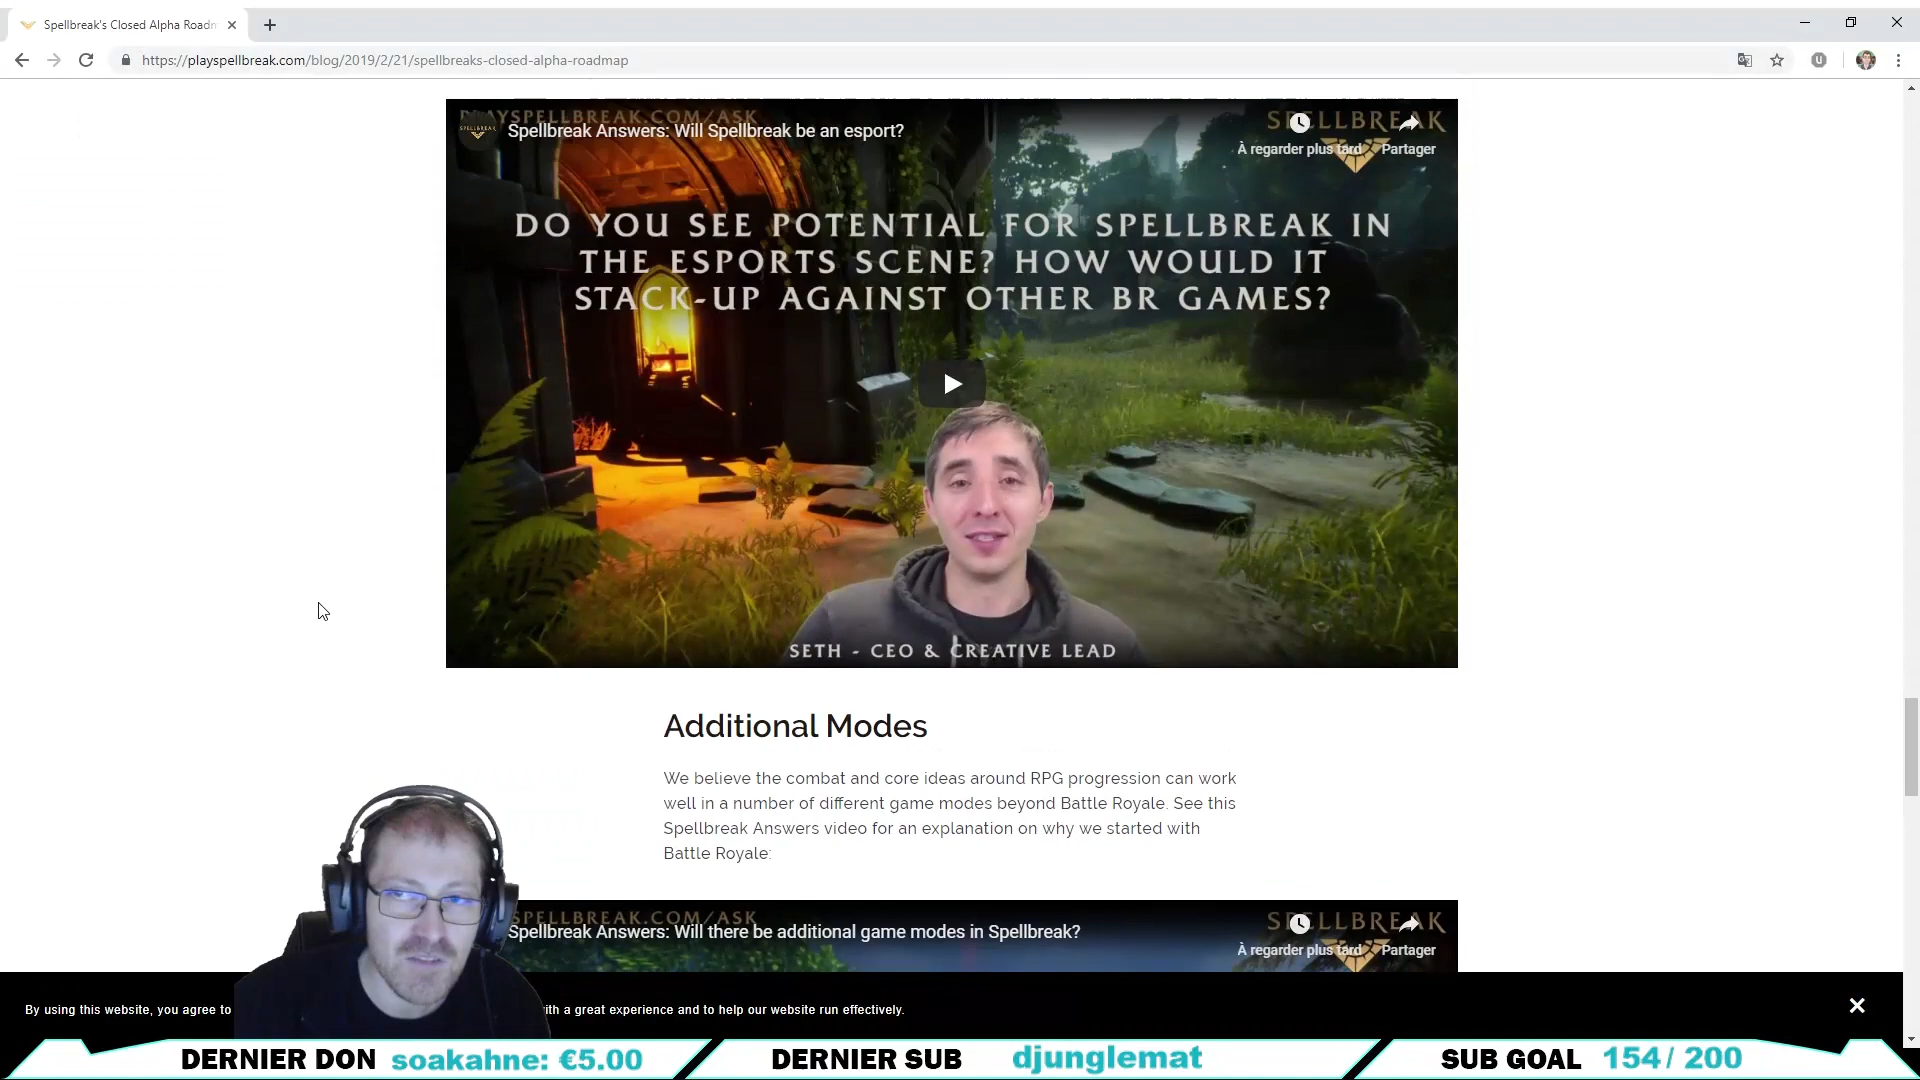 Spellbreak's Closed Alpha Roadm
https://playspellbreak.com/blog/2019/2/21/spellbreaks-closed-alpha-roadmap
PLAYSPELLBREAK.COM/ASK
SPELLBREAK
SPELLBREAK
Spellbreak Answers: Will Spellbreak be an esport?
À regarder plus tard
Partager
DO YOU SEE POTENTIAL FOR SPELLBREAK IN
THE ESPORTS SCENE? HOW WOULD IT
STACK-UP AGAINST OTHER BR GAMES?
SETH - CEO & CREATIVE LEAD
Additional Modes
We believe the combat and core ideas around RPG progression can work
well in a number of different game modes beyond Battle Royale. See this
Spellbreak Answers video for an explanation on why we started with
Battle Royale:
SPELLBREAK.COM/ASK
SPELLBREAK
Spellbreak Answers: Will there be additional game modes in Spellbreak?
À regarder plus tard
Partager
By using this website, you agree to
ith a great experience and to help our website run effectively.
DERNIER DON soakahne: €5.00
DERNIER SUB djunglemat
SUB GOAL 154 / 200